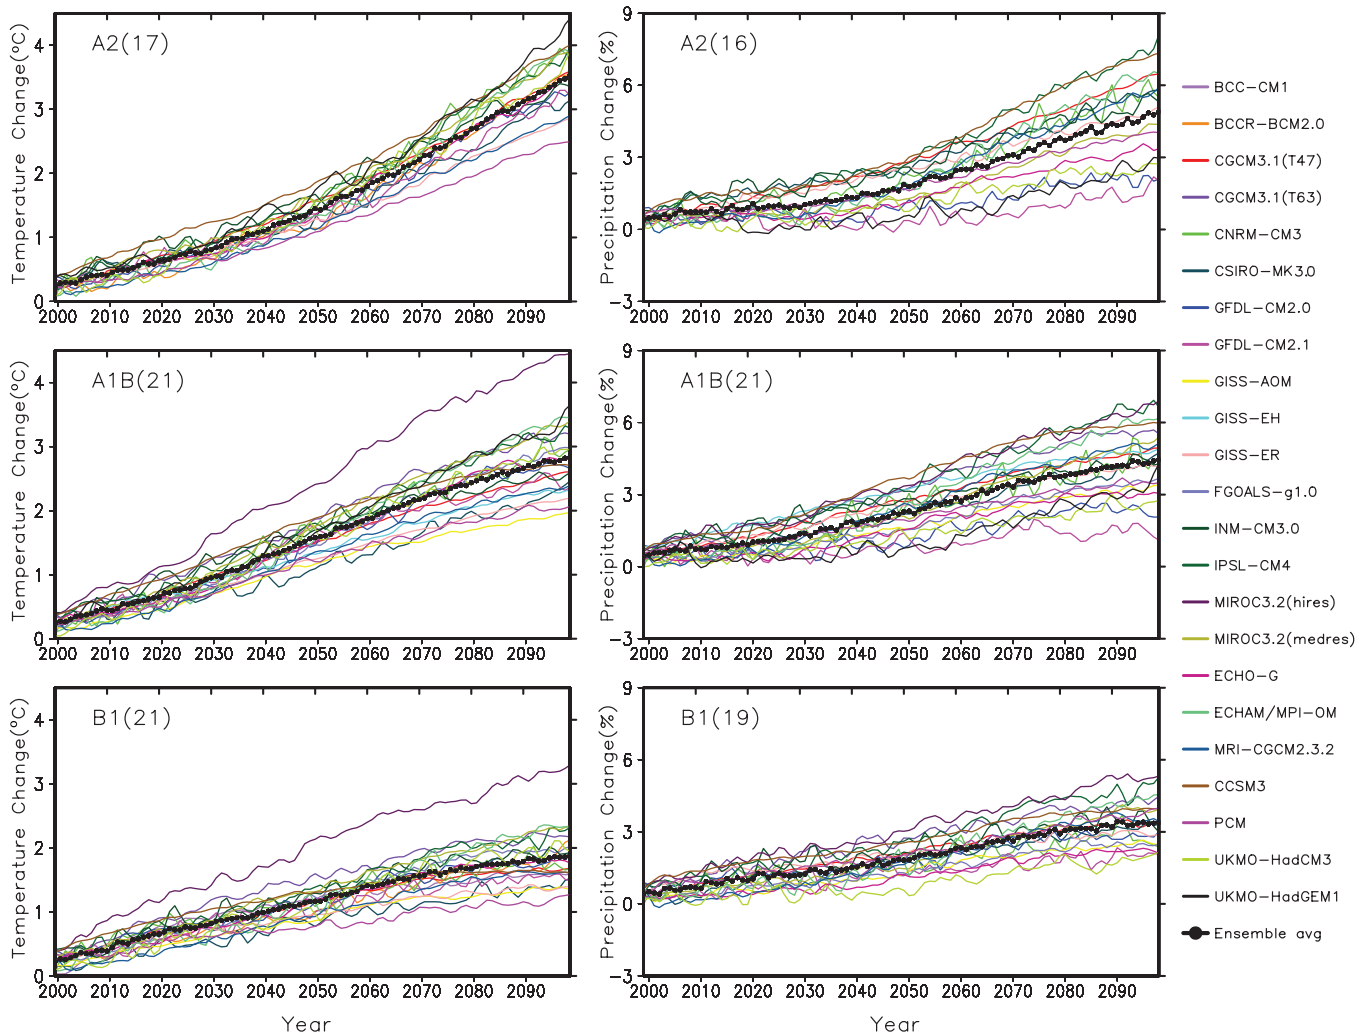 A2(17)
Temperature Change(°C)
4
3
2
1
0
2000 2010 2020 2030 2040 2050 2060 2070 2080 2090
A2(16)
Precipitation Change(%)
9
6
3
0
−3
2000 2010 2020 2030 2040 2050 2060 2070 2080 2090
A1B(21)
Temperature Change(°C)
4
3
2
1
0
2000 2010 2020 2030 2040 2050 2060 2070 2080 2090
A1B(21)
Precipitation Change(%)
9
6
3
0
−3
2000 2010 2020 2030 2040 2050 2060 2070 2080 2090
B1(21)
Temperature Change(°C)
4
3
2
1
0
2000 2010 2020 2030 2040 2050 2060 2070 2080 2090
Year
B1(19)
Precipitation Change(%)
9
6
3
0
−3
2000 2010 2020 2030 2040 2050 2060 2070 2080 2090
Year
BCC−CM1
BCCR−BCM2.0
CGCM3.1(T47)
CGCM3.1(T63)
CNRM−CM3
CSIRO−MK3.0
GFDL−CM2.0
GFDL−CM2.1
GISS−AOM
GISS−EH
GISS−ER
FGOALS−g1.0
INM−CM3.0
IPSL−CM4
MIROC3.2(hires)
MIROC3.2(medres)
ECHO−G
ECHAM/MPI−OM
MRI−CGCM2.3.2
CCSM3
PCM
UKMO−HadCM3
UKMO−HadGEM1
Ensemble avg